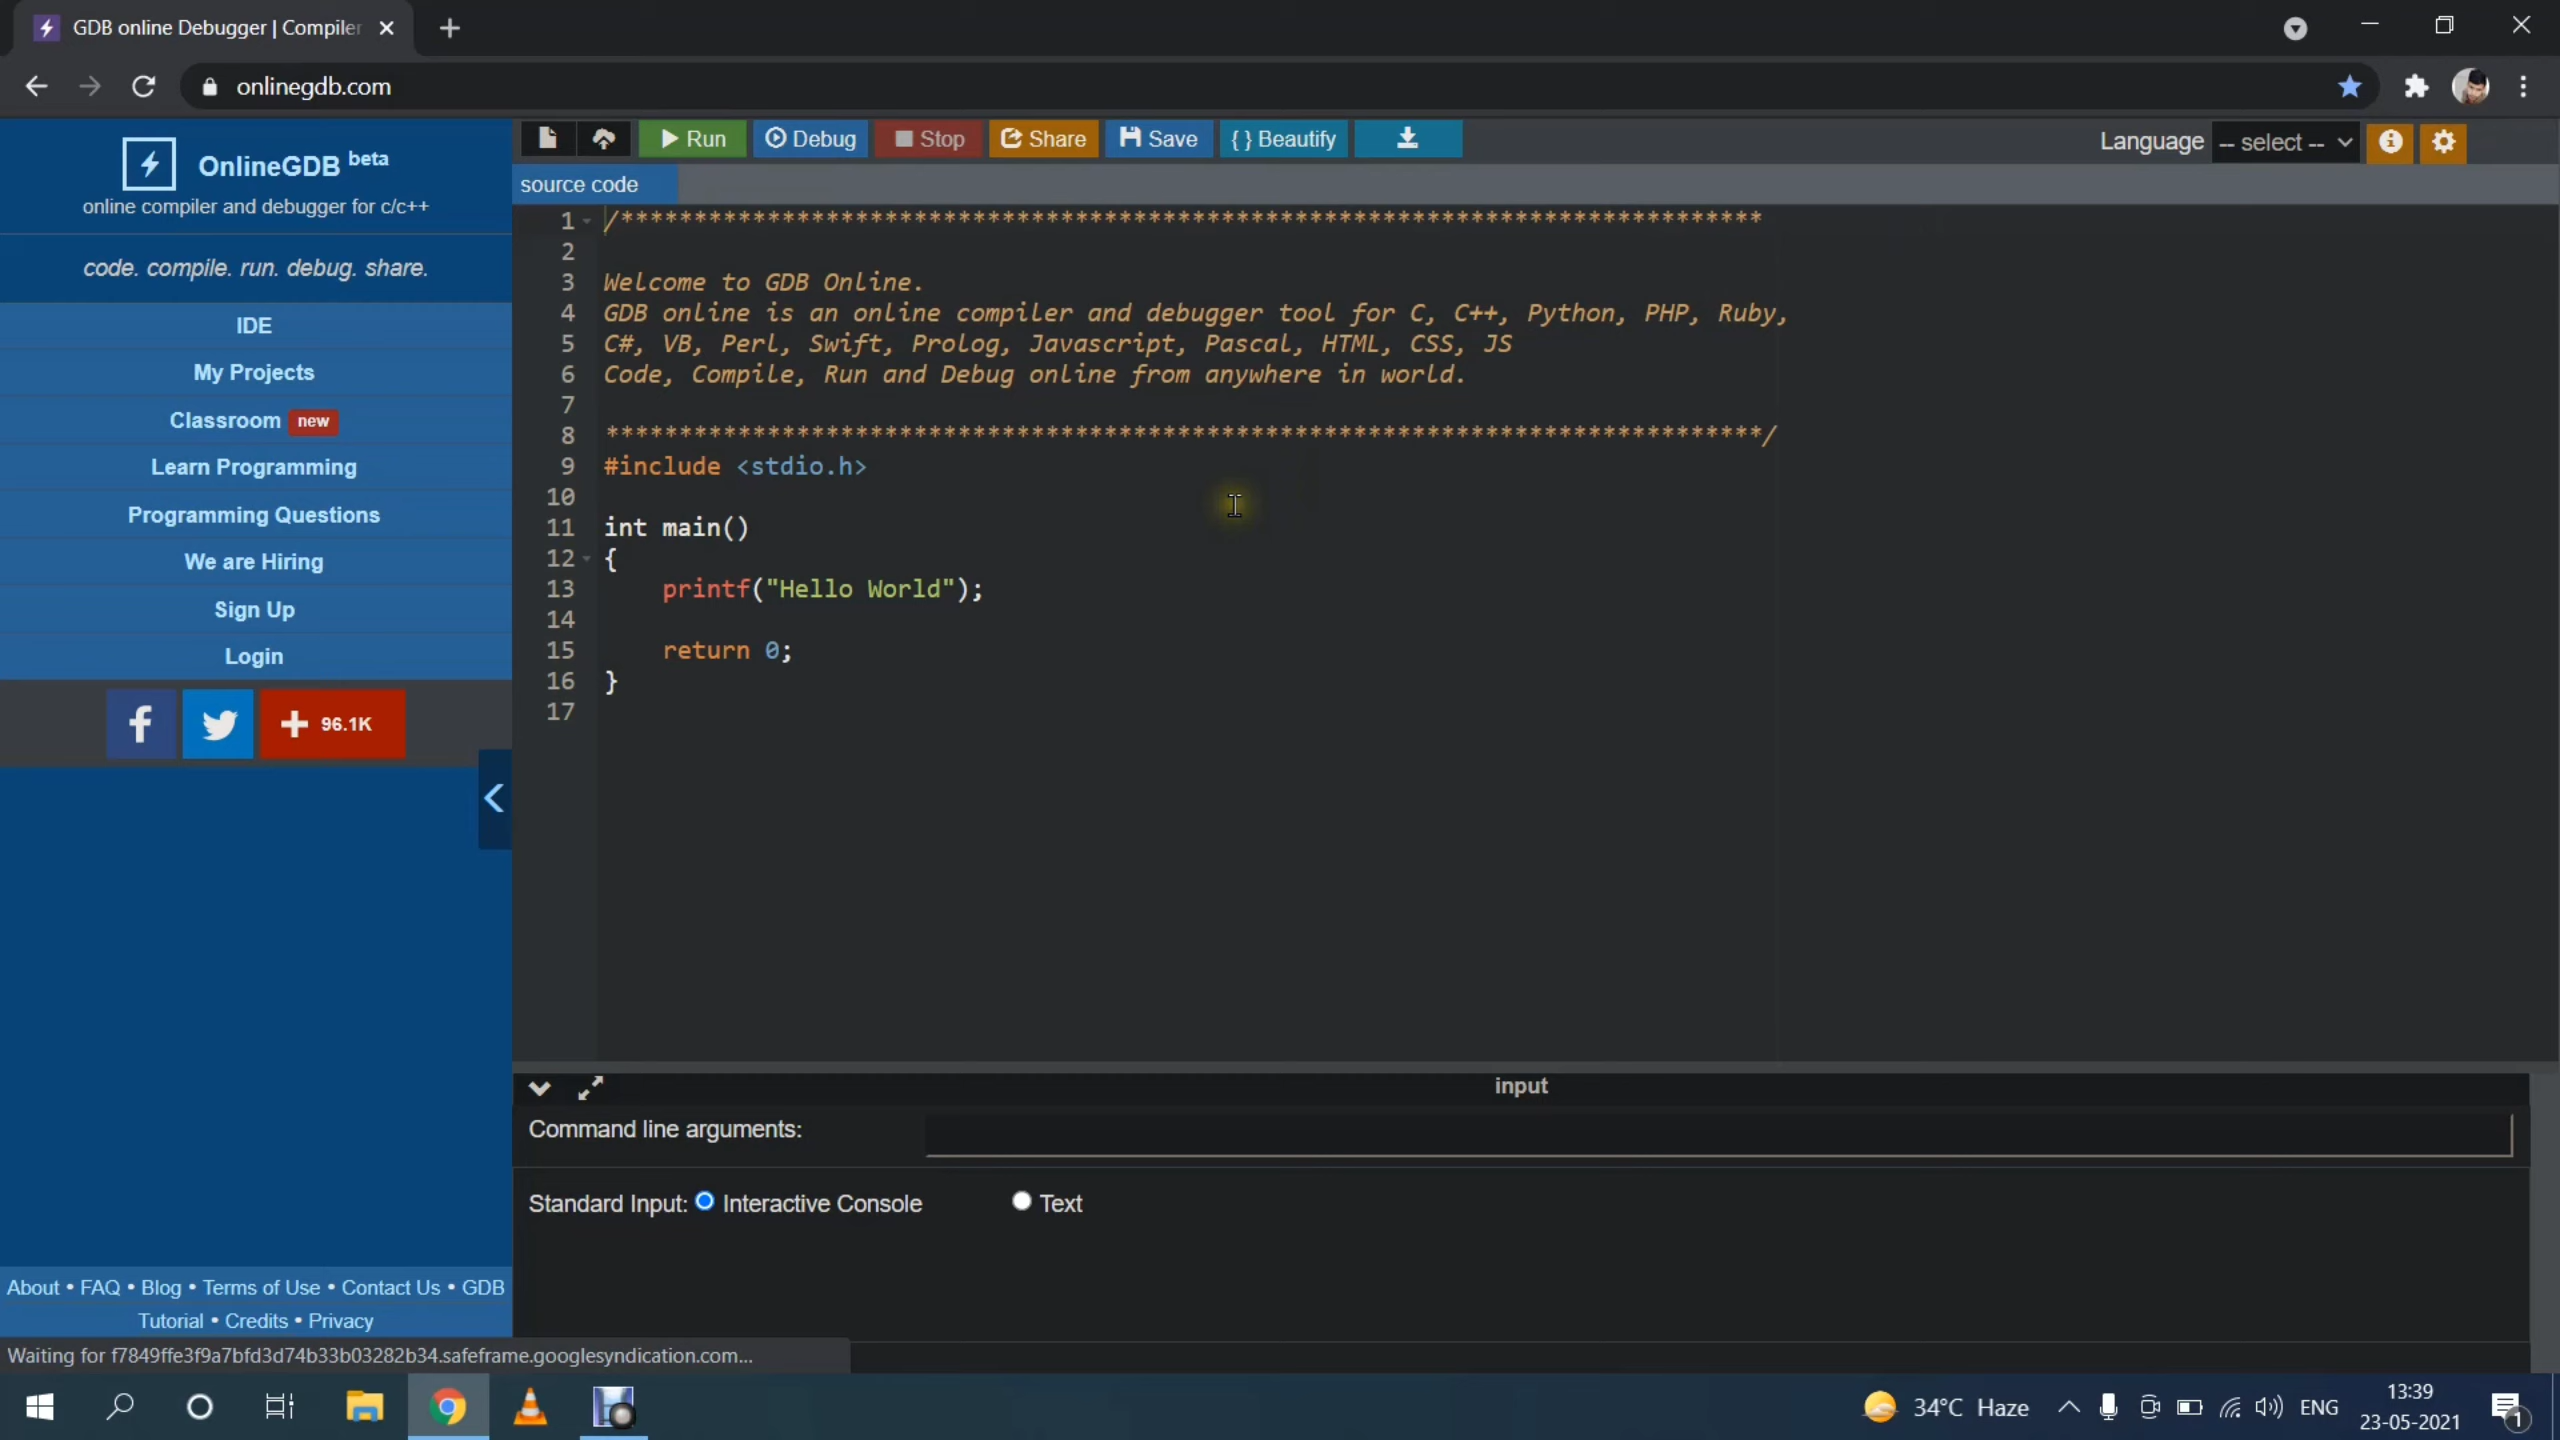 GDB online Debugger | Compiler
onlinegdb.com
OnlineGDB beta
online compiler and debugger for c/c++
code. compile. run. debug. share.
IDE
My Projects
Classroom new
Learn Programming
Programming Questions
We are Hiring
Sign Up
Login
f
+ 96.1K
About • FAQ • Blog • Terms of Use • Contact Us • GDB
Tutorial • Credits • Privacy
Waiting for f7849ffe3f9a7bfd3d74b33b03282b34.safeframe.googlesyndication.com...
Run Debug Stop Share Save {} Beautify
Language -- select --
source code
1 /******************************************************************************
2
3 Welcome to GDB Online.
4 GDB online is an online compiler and debugger tool for C, C++, Python, PHP, Ruby,
5 C#, VB, Perl, Swift, Prolog, Javascript, Pascal, HTML, CSS, JS
6 Code, Compile, Run and Debug online from anywhere in world.
7
8 *******************************************************************************/
9 #include <stdio.h>
10
11 int main()
12 {
13     printf("Hello World");
14
15     return 0;
16 }
17
input
Command line arguments:
Standard Input: Interactive Console Text
34°C Haze
ENG
13:39
23-05-2021
1